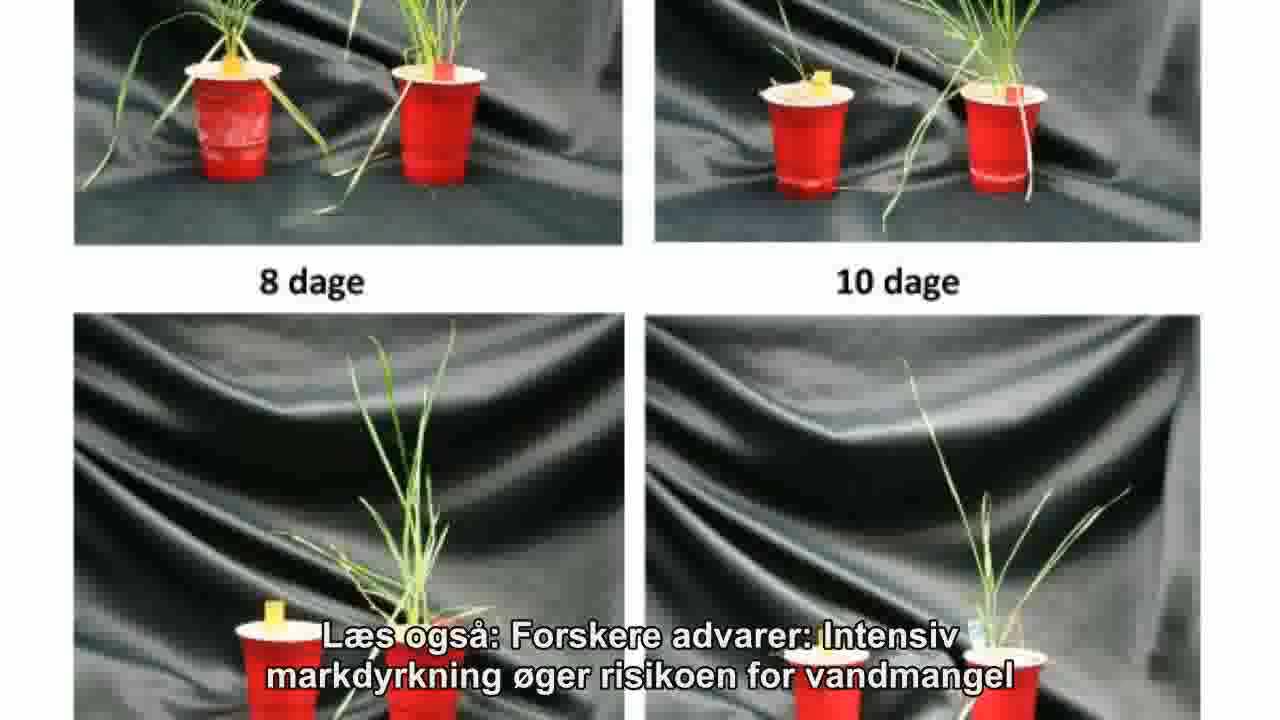 8 dage
10 dage
Læs også: Forskere advarer: Intensiv
markdyrkning øger risikoen for vandmangel